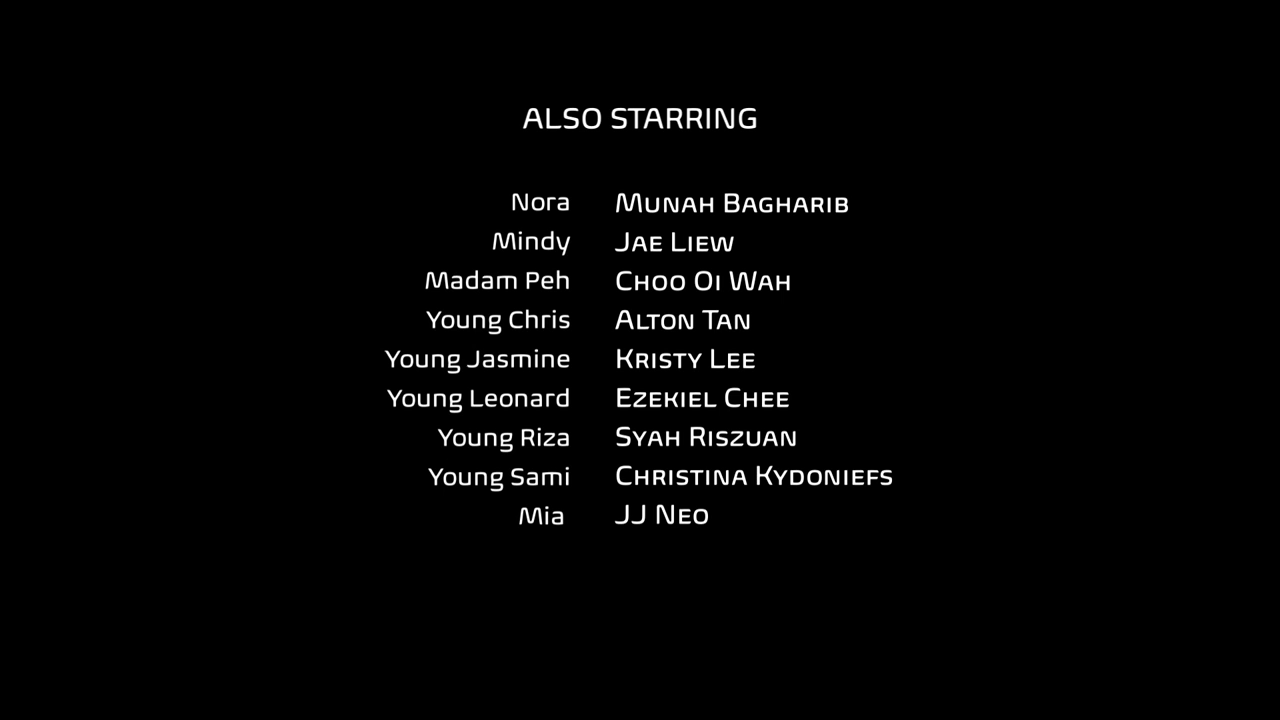 ALSO STARRING
Nora Munah Bagharib
Mindy Jae Liew
Madam Peh Choo Oi Wah
Young Chris Alton Tan
Young Jasmine Kristy Lee
Young Leonard Ezekiel Chee
Young Riza Syah Riszuan
Young Sami Christina Kydoniefs
Mia JJ Neo